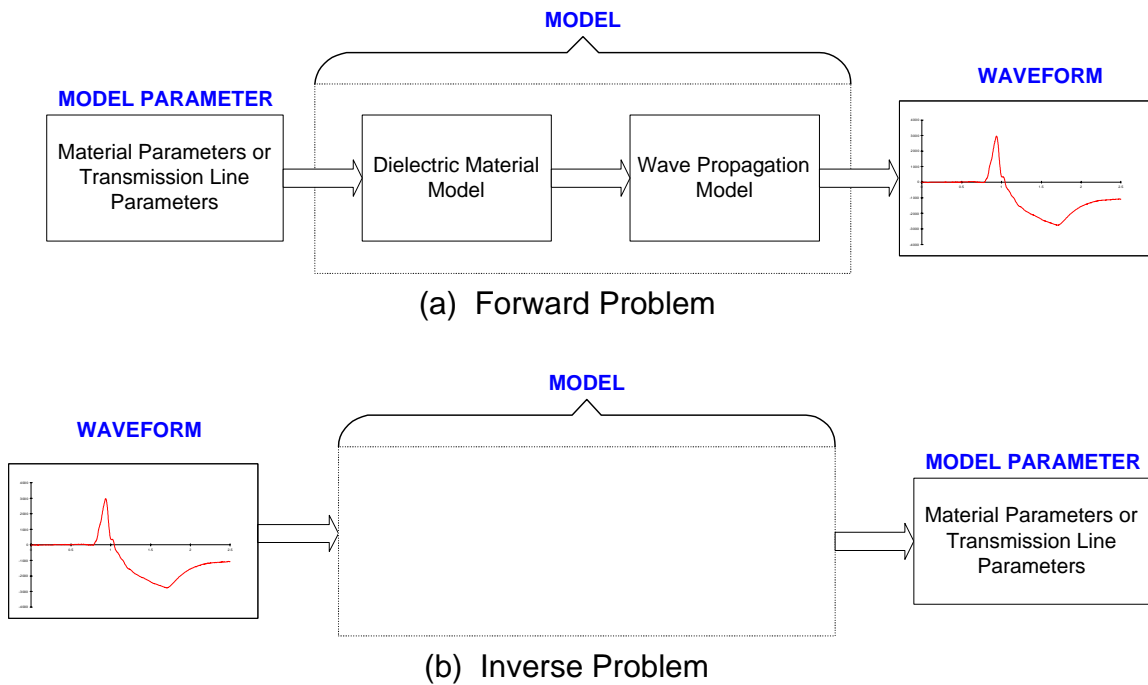 MODEL
WAVEFORM
MODEL PARAMETER
Material Parameters or
Transmission Line
Parameters
Dielectric Material
Model
Wave Propagation
Model
(a) Forward Problem
MODEL
WAVEFORM
MODEL PARAMETER
Material Parameters or
Transmission Line
Parameters
(b) Inverse Problem